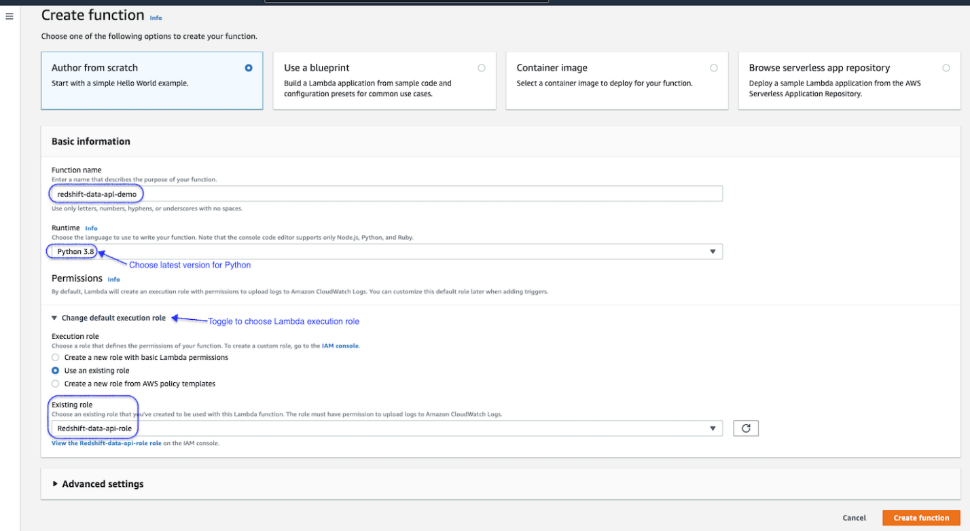 Create function Info
Choose one of the following options to create your function.
Author from scratch
Start with a simple Hello World example.
Use a blueprint
Build a Lambda application from sample code and
configuration presets for common use cases.
Container image
Select a container image to deploy for your function.
Browse serverless app repository
Deploy a sample Lambda application from the AWS
Serverless Application Repository.
Basic information
Function name
Enter a name that describes the purpose of your function.
redshift-data-api-demo
Use only letters, numbers, hyphens, or underscores with no spaces.
Runtime Info
Choose the language to use to write your function. Note that the console code editor supports only Node.js, Python, and Ruby.
Python 3.8
Choose latest version for Python
Permissions Info
By default, Lambda will create an execution role with permissions to upload logs to Amazon CloudWatch Logs. You can customize this default role later when adding triggers.
Change default execution role
Toggle to choose Lambda execution role
Execution role
Choose a role that defines the permissions of your function. To create a custom role, go to the IAM console.
Create a new role with basic Lambda permissions
Use an existing role
Create a new role from AWS policy templates
Existing role
Choose an existing role that you've created to be used with this Lambda function. The role must have permission to upload logs to Amazon CloudWatch Logs.
Redshift-data-api-role
View the Redshift-data-api-role role on the IAM console.
Advanced settings
Cancel
Create function